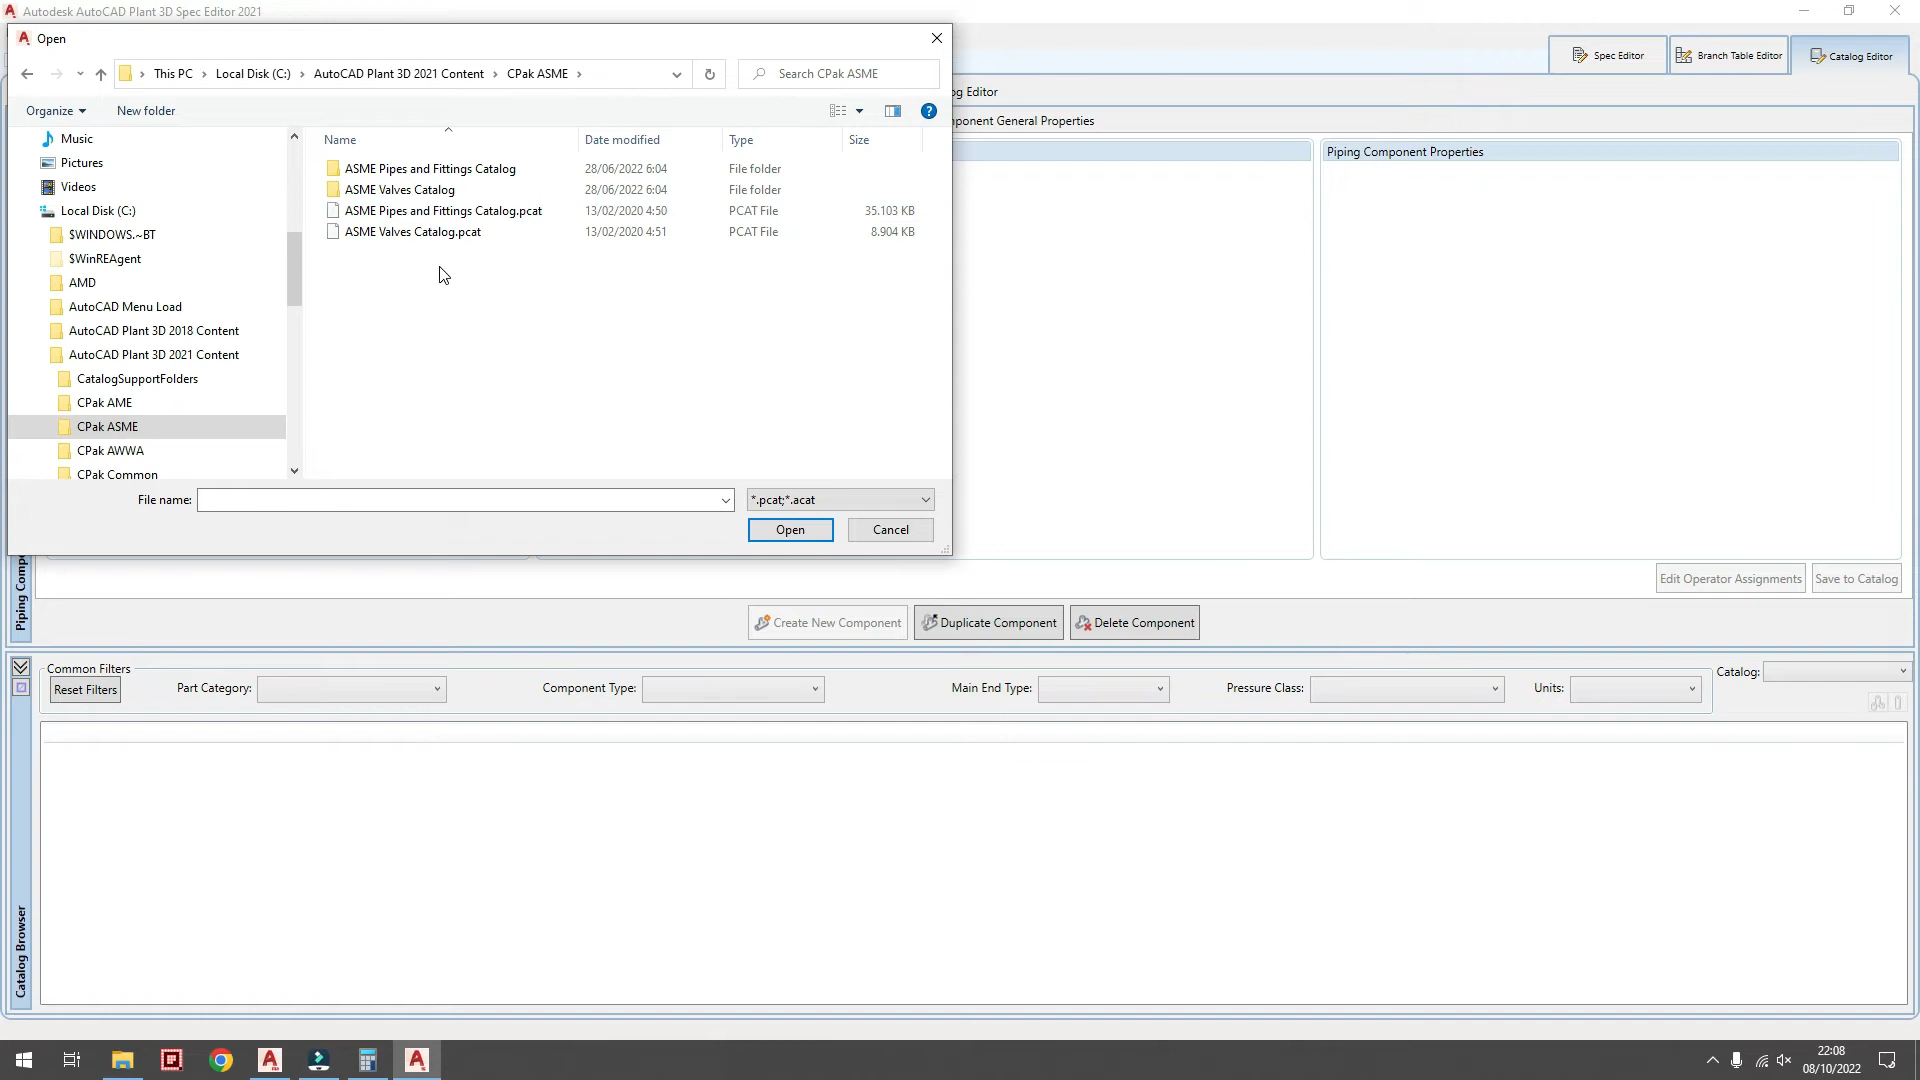 Autodesk AutoCAD Plant 3D Spec Editor 2021
Open
This PC > Local Disk (C:) > AutoCAD Plant 3D 2021 Content > CPak ASME >
Search CPak ASME
Organize
New folder
Spec Editor
Branch Table Editor
Catalog Editor
og Editor
ponent General Properties
Piping Component Properties
Music
Pictures
Videos
Local Disk (C:)
$WINDOWS.~BT
$WinREAgent
AMD
AutoCAD Menu Load
AutoCAD Plant 3D 2018 Content
AutoCAD Plant 3D 2021 Content
CatalogSupportFolders
CPak AME
CPak ASME
CPak AWWA
CPak Common
Name Date modified Type Size
ASME Pipes and Fittings Catalog 28/06/2022 6:04 File folder
ASME Valves Catalog 28/06/2022 6:04 File folder
ASME Pipes and Fittings Catalog.pcat 13/02/2020 4:50 PCAT File 35.103 KB
ASME Valves Catalog.pcat 13/02/2020 4:51 PCAT File 8.904 KB
File name:
*.pcat;*.acat
Open
Cancel
Piping Comp
Edit Operator Assignments
Save to Catalog
Create New Component
Duplicate Component
Delete Component
Common Filters
Reset Filters
Part Category:
Component Type:
Main End Type:
Pressure Class:
Units:
Catalog:
Catalog Browser
22:08
08/10/2022